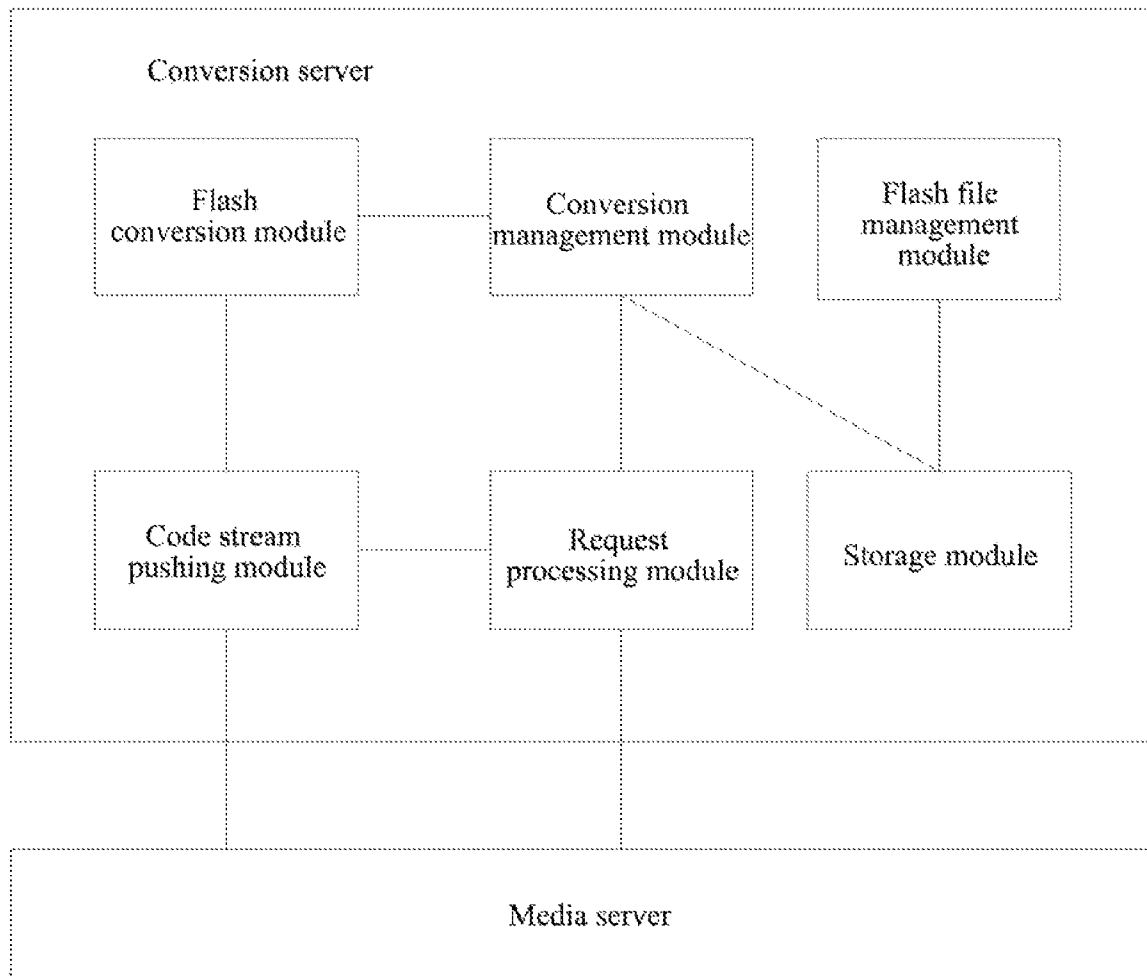 Conversion server
Flash
conversion module
Conversion
management module
Flash file
management
module
Code stream
pushing module
Request
processing module
Storage module
Media server